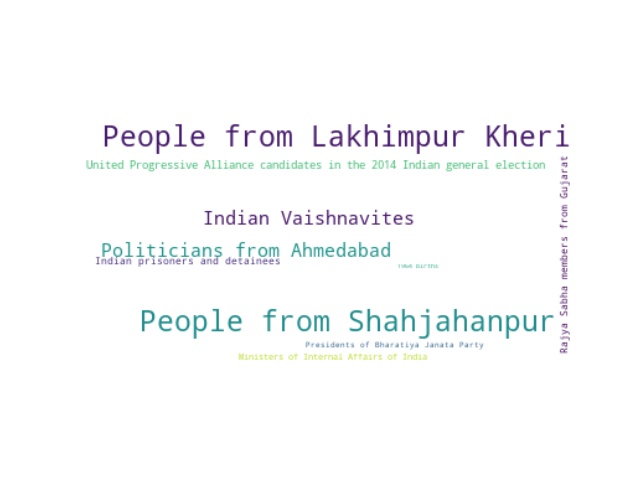 People from Lakhimpur Kheri
United Progressive Alliance candidates in the 2014 Indian general election
Rajya Sabha members from Gujarat
Indian Vaishnavites
Politicians from Ahmedabad
Indian prisoners and detainees
births
People from Shahjahanpur
Presidents of Bharatiya Janata Party
Ministers of Internal Affairs of India